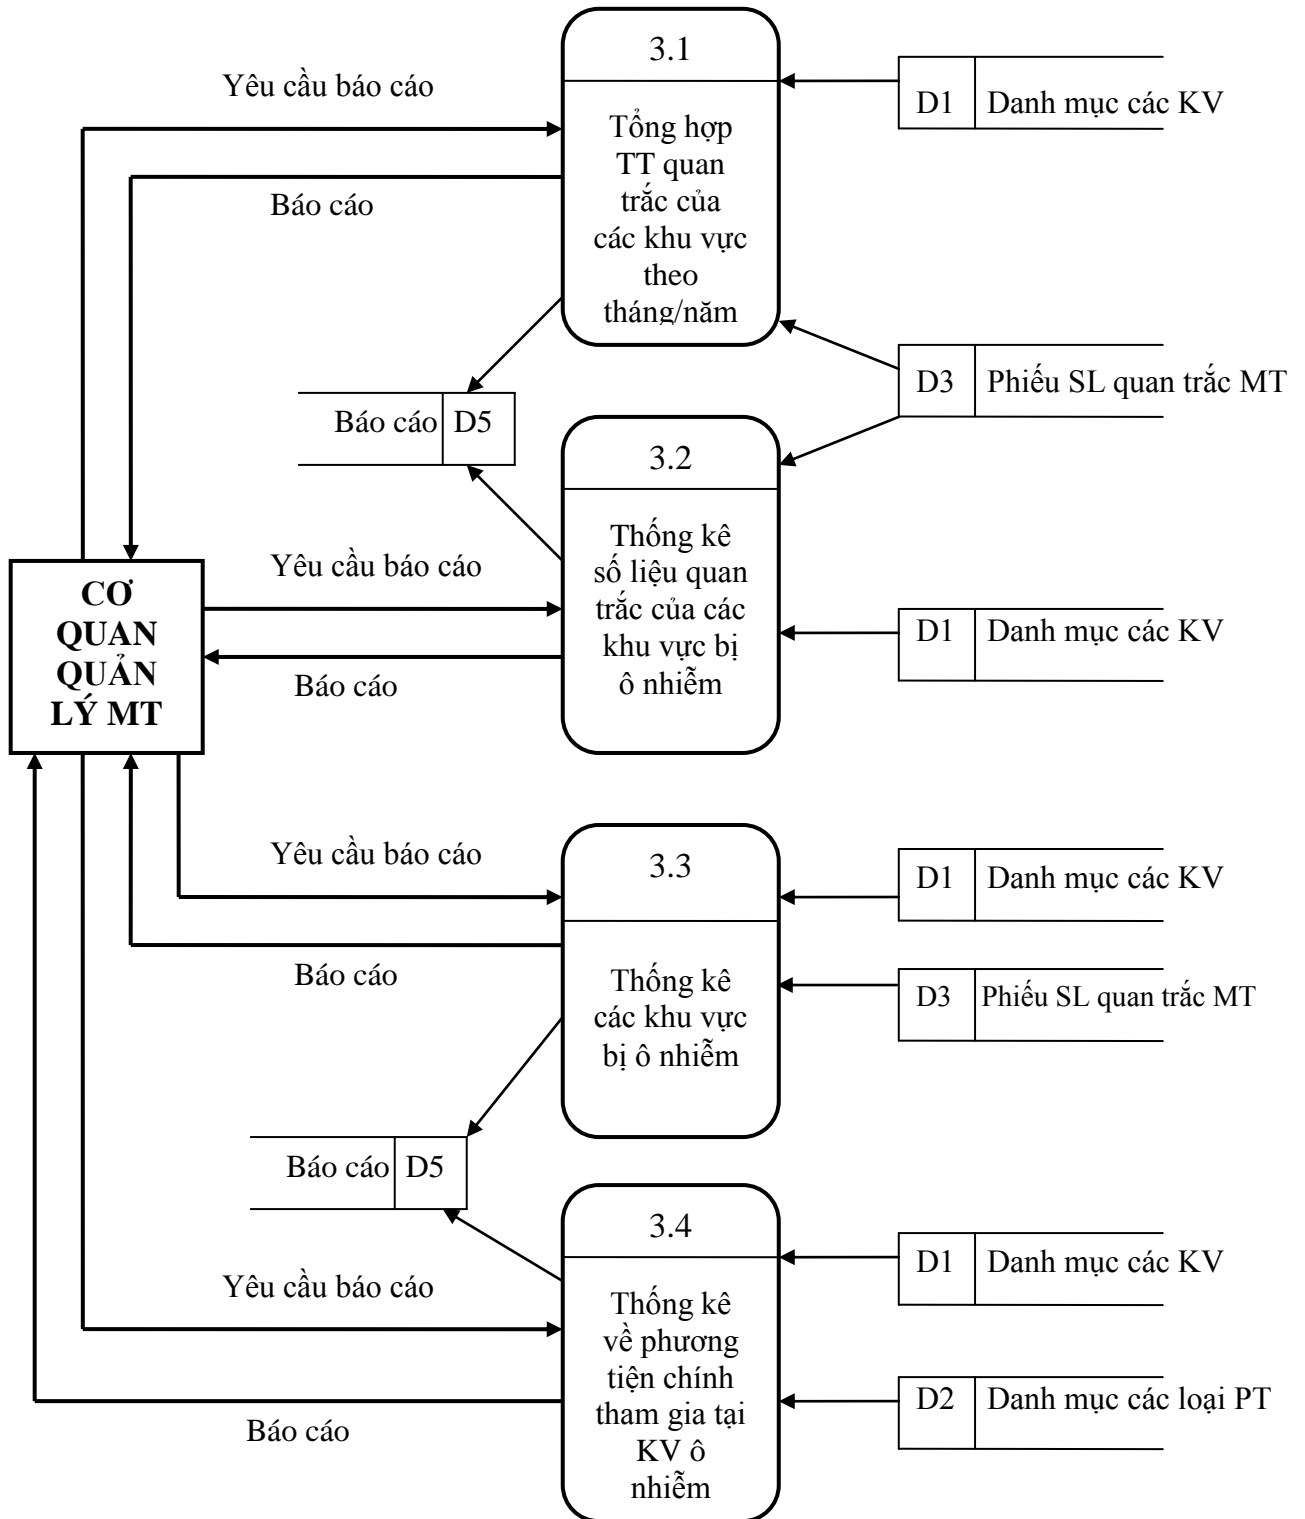 3.1
Yêu cầu báo cáo
D1
Danh mục các KV
Tổng hợp
TT quan
trắc của
các khu vực
theo
tháng/năm
Báo cáo
D3
Phiếu SL quan trắc MT
Báo cáo
D5
3.2
Thống kê
số liệu quan
trắc của các
khu vực bị
ô nhiễm
Yêu cầu báo cáo
CƠ
QUAN
QUẢN
LÝ MT
D1
Danh mục các KV
Báo cáo
Yêu cầu báo cáo
3.3
D1
Danh mục các KV
Báo cáo
Thống kê
các khu vực
bị ô nhiễm
D3
Phiếu SL quan trắc MT
Báo cáo
D5
3.4
D1
Danh mục các KV
Yêu cầu báo cáo
Thống kê
về phương
tiện chính
tham gia tại
KV ô
nhiễm
D2
Danh mục các loại PT
Báo cáo